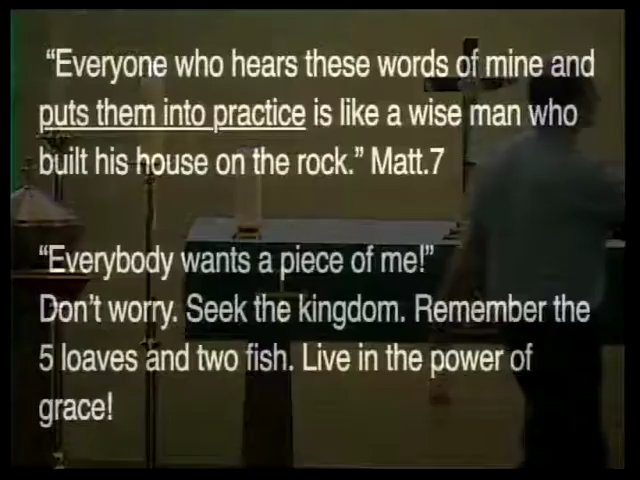 “Everyone who hears these words of mine and
puts them into practice is like a wise man who
built his house on the rock.” Matt.7
“Everybody wants a piece of me!”
Don’t worry. Seek the kingdom. Remember the
5 loaves and two fish. Live in the power of
grace!